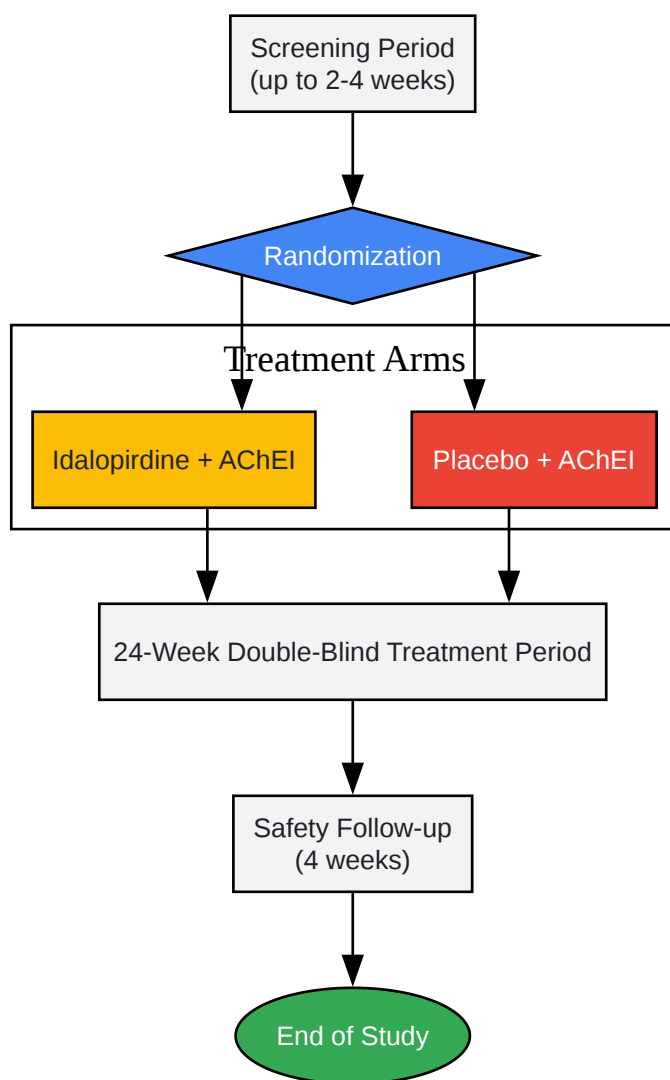 Screening Period
(up to 2-4 weeks)
Randomization
Treatment Arms
Idalopirdine + AChEI
Placebo + AChEI
24-Week Double-Blind Treatment Period
Safety Follow-up
(4 weeks)
End of Study